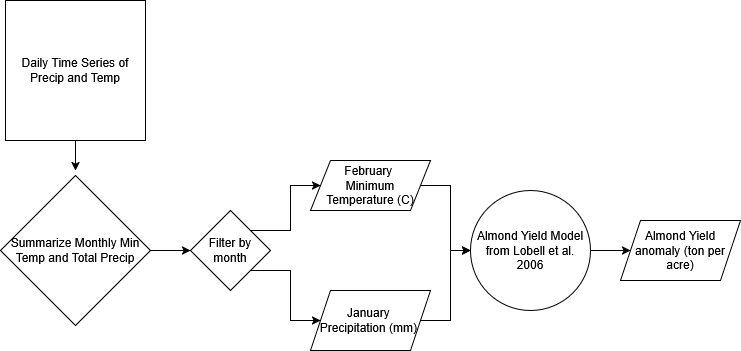 Daily Time Series of
Precip and Temp
Summarize Monthly Min
Temp and Total Precip
Filter by
month
February
Minimum
Temperature (C)
January
Precipitation (mm)
Almond Yield Model
from Lobell et al.
2006
Almond Yield
anomaly (ton per
acre)